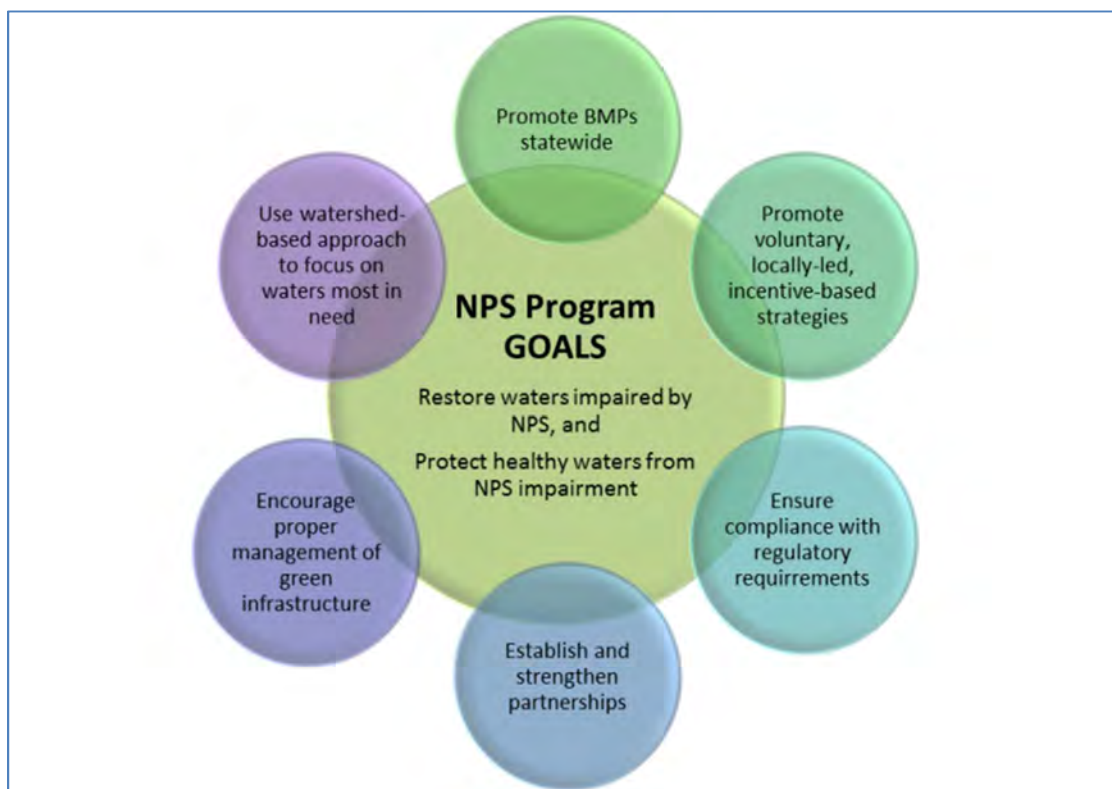 Promote BMPs
statewide
Use watershed-
based approach
to focus on
waters most in
need
Promote
voluntary,
locally-led,
incentive-based
strategies
NPS Program
GOALS
Restore waters impaired by
NPS, and
Protect healthy waters from
NPS impairment
Encourage
proper
management of
green
infrastructure
Ensure
compliance with
regulatory
requirrements
Establish and
strengthen
partnerships